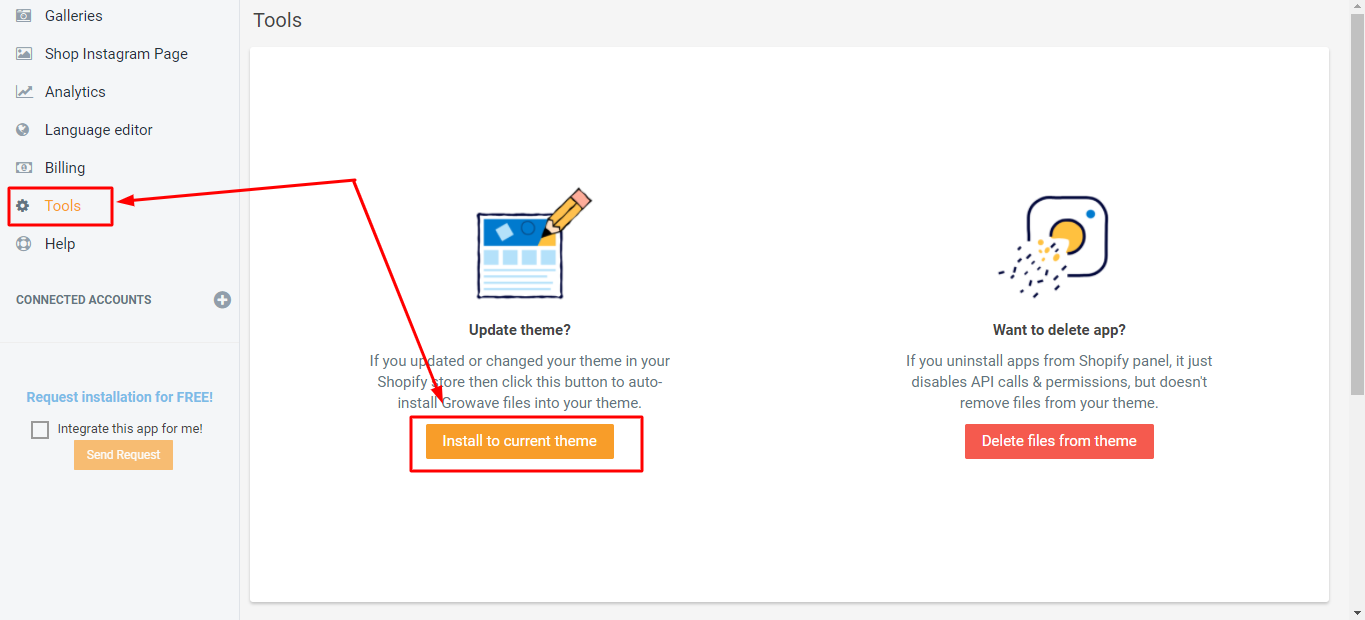 Galleries
Shop Instagram Page
Analytics
Language editor
Billing
Tools
Help
CONNECTED ACCOUNTS
Request installation for FREE!
Integrate this app for me!
Send Request
Tools
Update theme?
If you updated or changed your theme in your
Shopify store then click this button to auto-
install Growave files into your theme.
Install to current theme
Want to delete app?
If you uninstall apps from Shopify panel, it just
disables API calls & permissions, but doesn't
remove files from your theme.
Delete files from theme